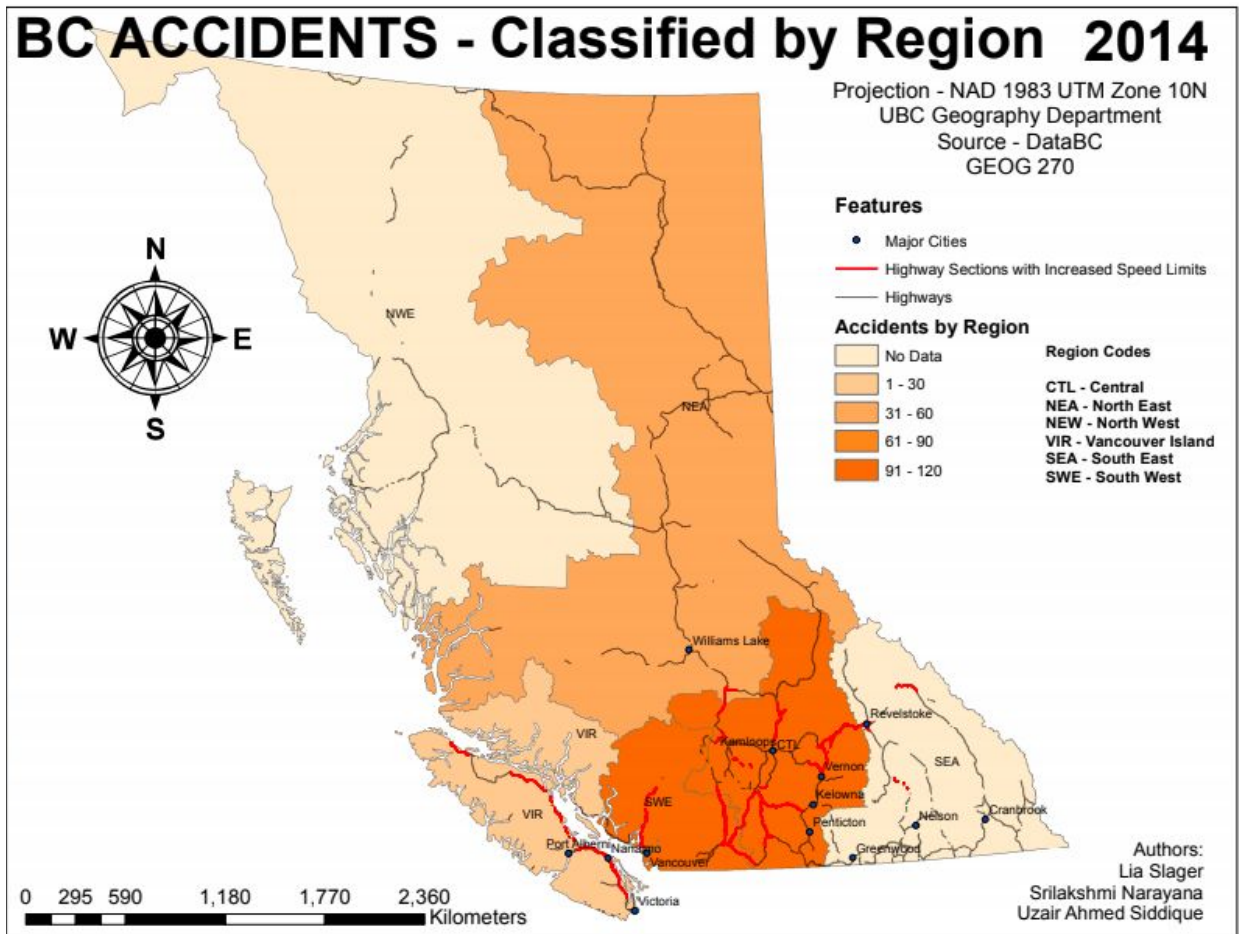 BC ACCIDENTS - Classified by Region 2014
Projection - NAD 1983 UTM Zone 10N
UBC Geography Department
Source - DataBC
GEOG 270
Features
Major Cities
Highway Sections with Increased Speed Limits
Highways
Accidents by Region
No Data
1 - 30
31 - 60
61 - 90
91 - 120
Region Codes
CTL - Central
NEA - North East
NEW - North West
VIR - Vancouver Island
SEA - South East
SWE - South West
N
W
E
S
NWE
NEA
Williams Lake
VIR
Revelstoke
Kamloops
CTL
SEA
Vernon
SWE
Kelowna
VIR
Penticton
Nelson
Cranbrook
Port Alberni
Nanaimo
Vancouver
Greenwood
Victoria
0 295 590 1,180 1,770 2,360
Kilometers
Authors:
Lia Slager
Srilakshmi Narayana
Uzair Ahmed Siddique